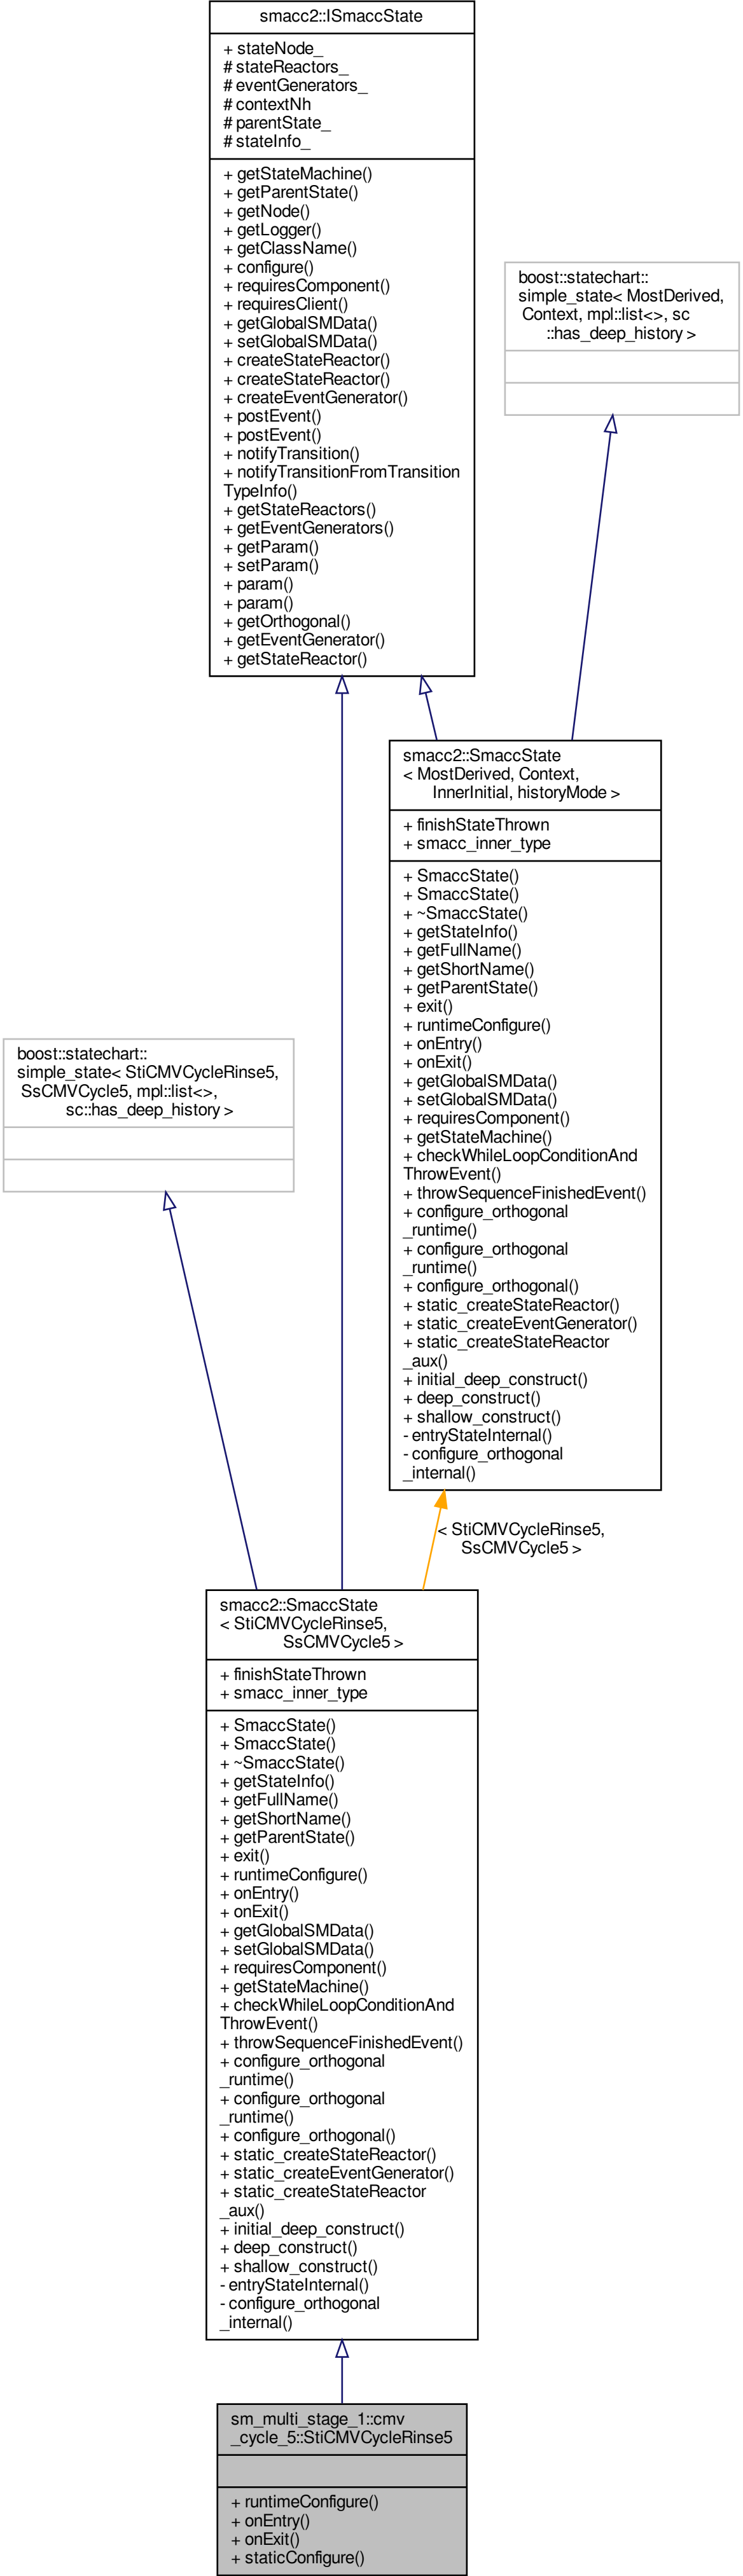 smacc2::ISmaccState
+ stateNode_
# stateReactors_
# eventGenerators_
# contextNh
# parentState_
# stateInfo_
+ getStateMachine()
+ getParentState()
+ getNode()
+ getLogger()
+ getClassName()
+ configure()
+ requiresComponent()
+ requiresClient()
+ getGlobalSMData()
+ setGlobalSMData()
+ createStateReactor()
+ createStateReactor()
+ createEventGenerator()
+ postEvent()
+ postEvent()
+ notifyTransition()
+ notifyTransitionFromTransition
TypeInfo()
+ getStateReactors()
+ getEventGenerators()
+ getParam()
+ setParam()
+ param()
+ param()
+ getOrthogonal()
+ getEventGenerator()
+ getStateReactor()
boost::statechart::
simple_state< MostDerived,
Context, mpl::list<>, sc
::has_deep_history >
smacc2::SmaccState
< MostDerived, Context,
InnerInitial, historyMode >
+ finishStateThrown
+ smacc_inner_type
+ SmaccState()
+ SmaccState()
+ ~SmaccState()
+ getStateInfo()
+ getFullName()
+ getShortName()
+ getParentState()
+ exit()
+ runtimeConfigure()
+ onEntry()
+ onExit()
+ getGlobalSMData()
+ setGlobalSMData()
+ requiresComponent()
+ getStateMachine()
+ checkWhileLoopConditionAnd
ThrowEvent()
+ throwSequenceFinishedEvent()
+ configure_orthogonal
_runtime()
+ configure_orthogonal
_runtime()
+ configure_orthogonal()
+ static_createStateReactor()
+ static_createEventGenerator()
+ static_createStateReactor
_aux()
+ initial_deep_construct()
+ deep_construct()
+ shallow_construct()
- entryStateInternal()
- configure_orthogonal
_internal()
boost::statechart::
simple_state< StiCMVCycleRinse5,
SsCMVCycle5, mpl::list<>,
sc::has_deep_history >
< StiCMVCycleRinse5,
SsCMVCycle5 >
smacc2::SmaccState
< StiCMVCycleRinse5,
SsCMVCycle5 >
+ finishStateThrown
+ smacc_inner_type
+ SmaccState()
+ SmaccState()
+ ~SmaccState()
+ getStateInfo()
+ getFullName()
+ getShortName()
+ getParentState()
+ exit()
+ runtimeConfigure()
+ onEntry()
+ onExit()
+ getGlobalSMData()
+ setGlobalSMData()
+ requiresComponent()
+ getStateMachine()
+ checkWhileLoopConditionAnd
ThrowEvent()
+ throwSequenceFinishedEvent()
+ configure_orthogonal
_runtime()
+ configure_orthogonal
_runtime()
+ configure_orthogonal()
+ static_createStateReactor()
+ static_createEventGenerator()
+ static_createStateReactor
_aux()
+ initial_deep_construct()
+ deep_construct()
+ shallow_construct()
- entryStateInternal()
- configure_orthogonal
_internal()
sm_multi_stage_1::cmv
_cycle_5::StiCMVCycleRinse5
+ runtimeConfigure()
+ onEntry()
+ onExit()
+ staticConfigure()